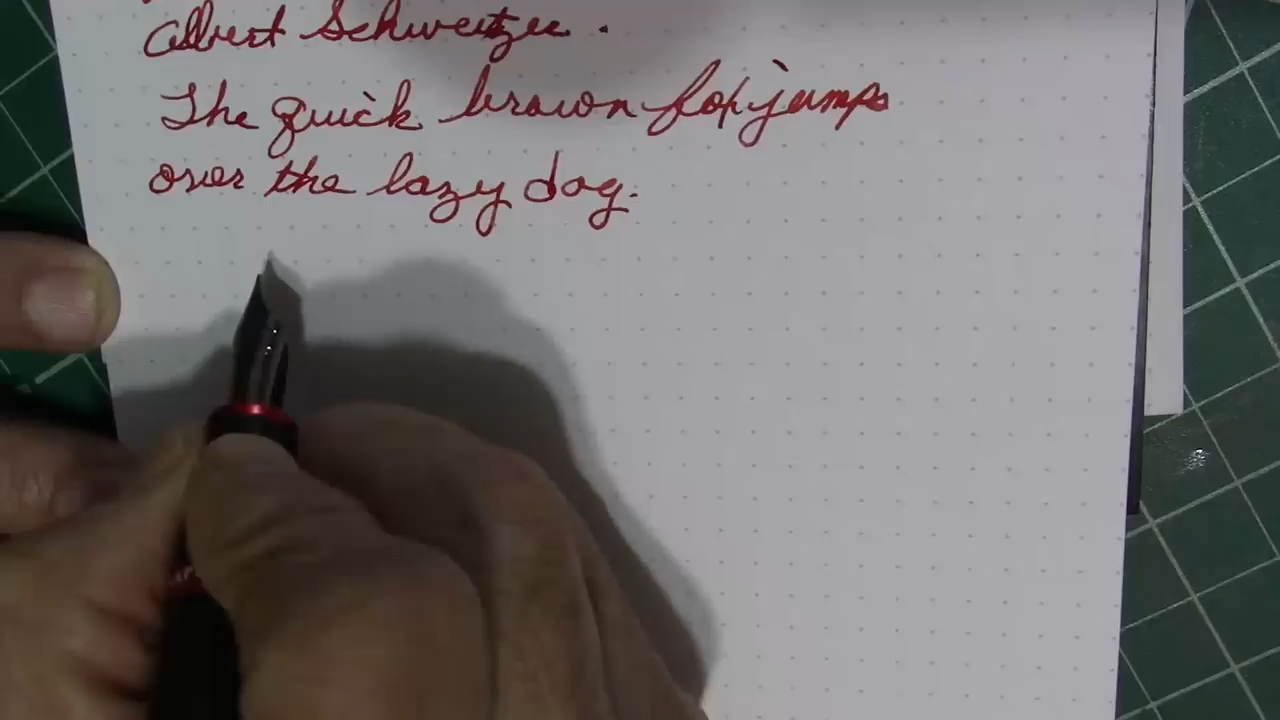 Albert Schweitzer.
The quick brown fox jumps
over the lazy dog.